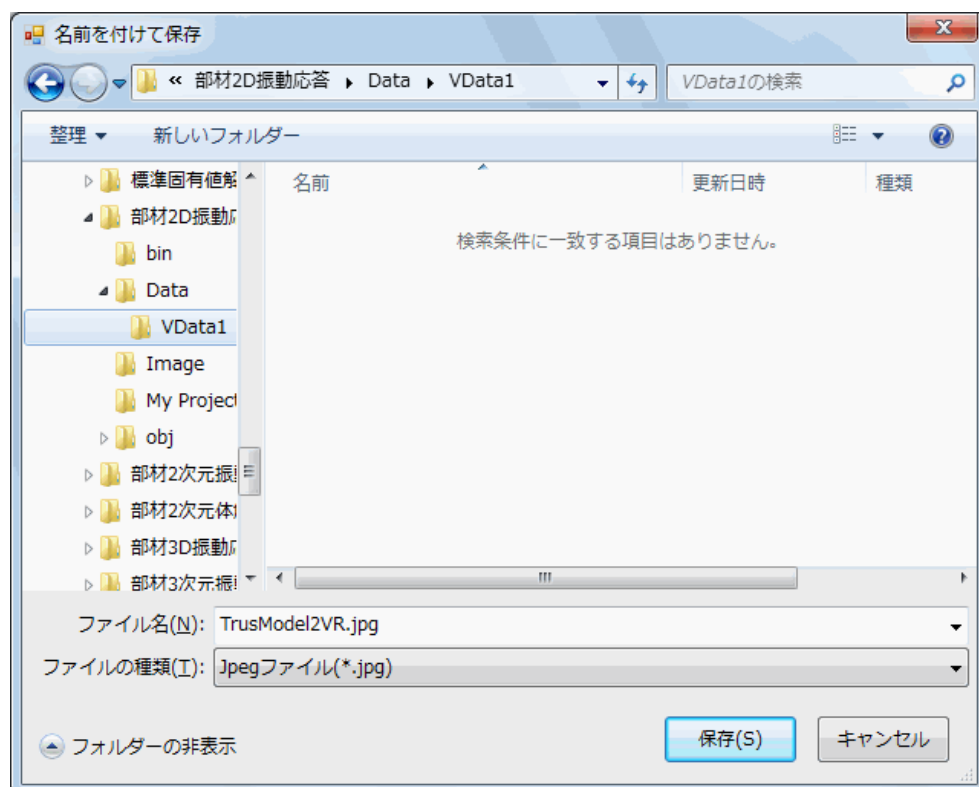 名前を付けて保存
« 部材2D振動応答 ▸ Data ▸ VData1
VData1の検索
整理 新しいフォルダー
名前 更新日時 種類
検索条件に一致する項目はありません。
標準固有値解
部材2D振動
bin
Data
VData1
Image
My Project
obj
部材2次元振
部材2次元体
部材3D振動
部材3次元振
ファイル名(N): TrusModel2VR.jpg
ファイルの種類(T): Jpegファイル(*.jpg)
フォルダーの非表示
保存(S) キャンセル